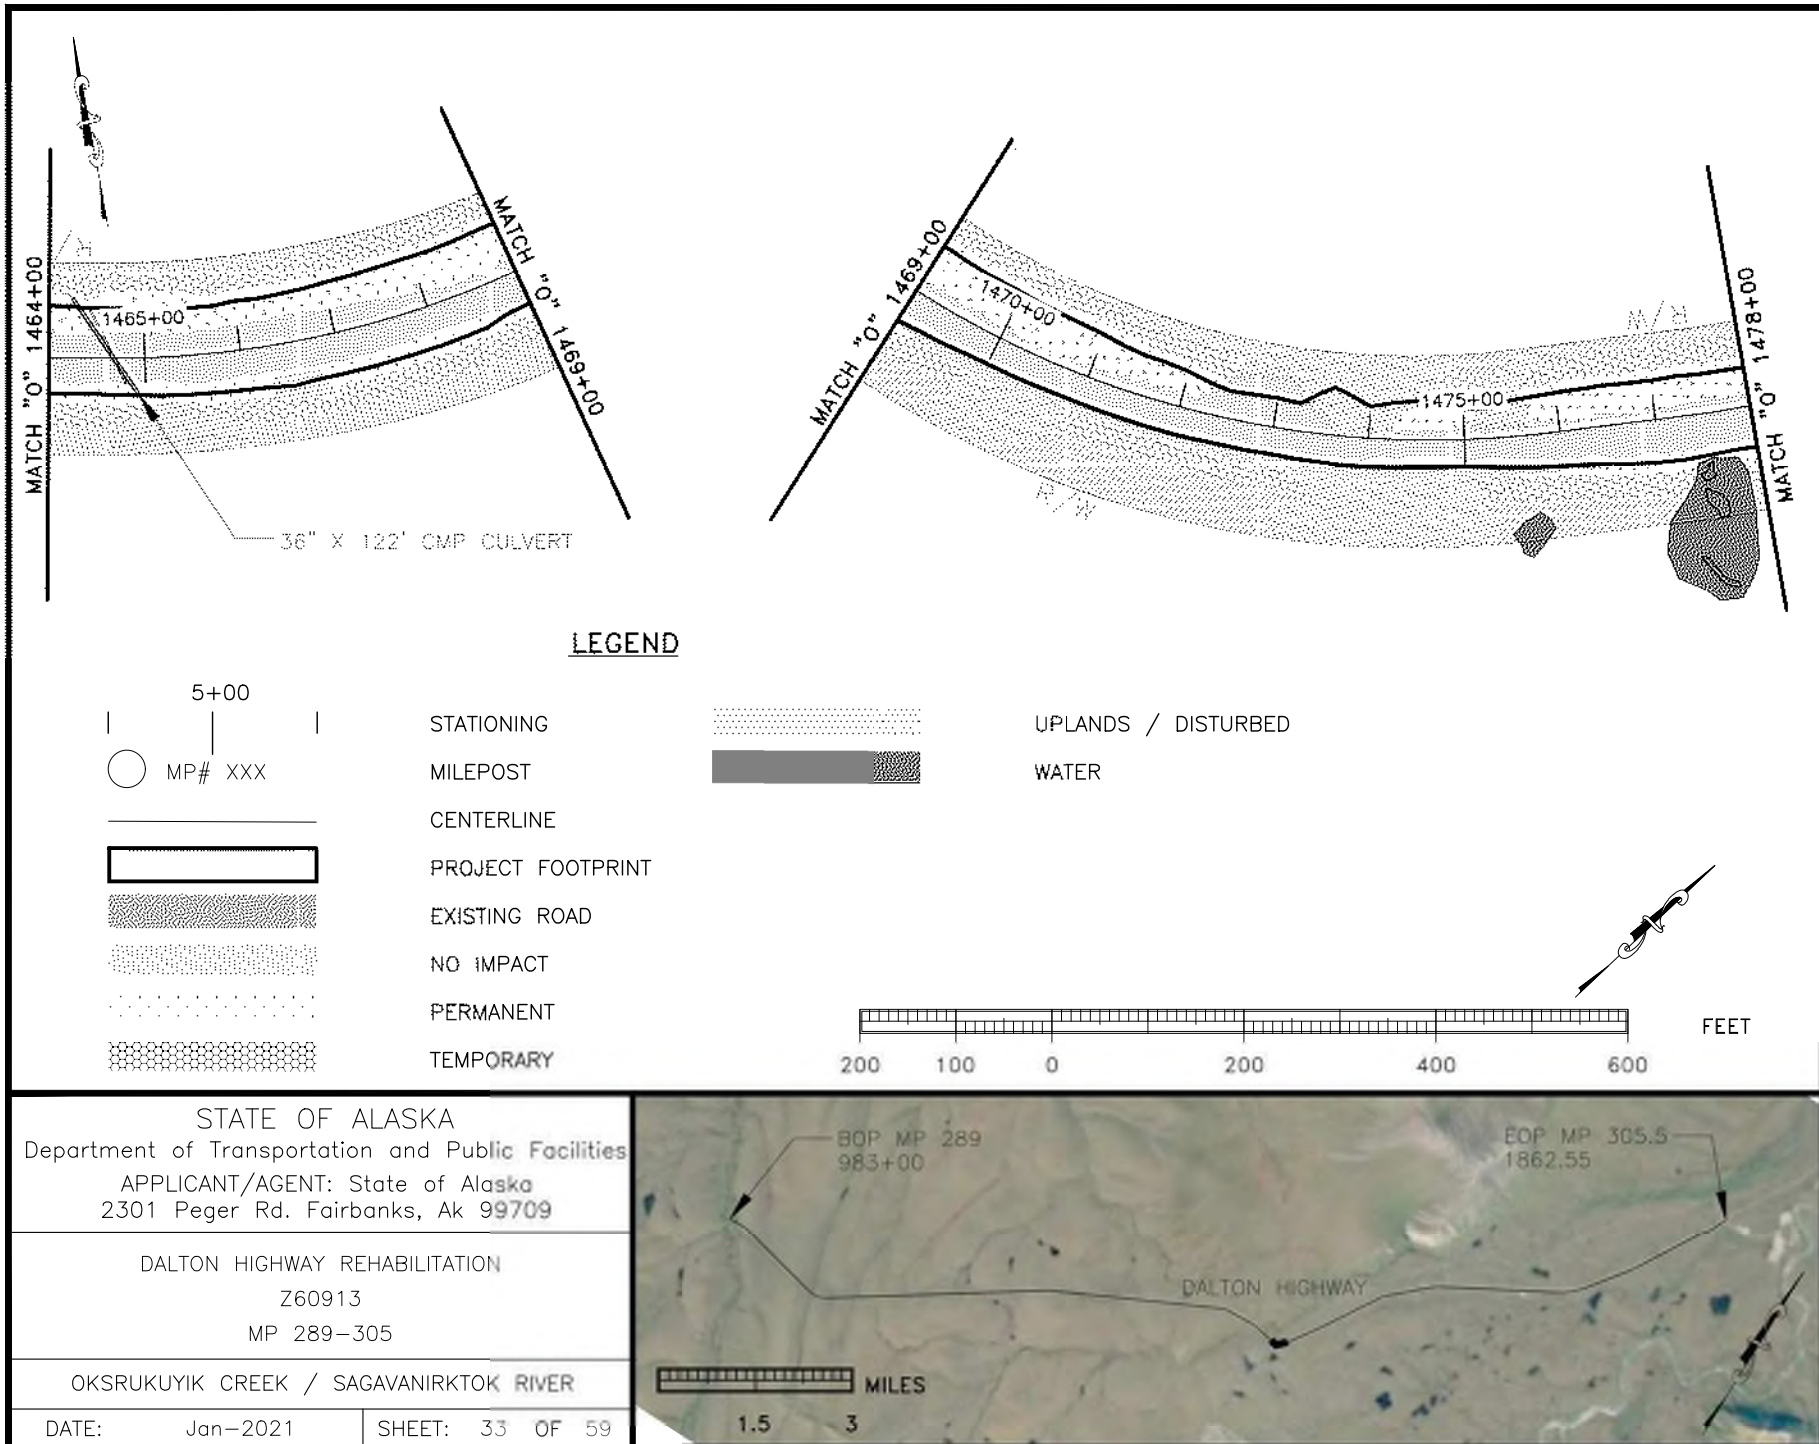 MATCH "O" 1464+00
R/
1465+00
MATCH "O" 1469+00
36" X 122' CMP CULVERT
MATCH "O" 1469+00
1470+00
R/W
1475+00
R/W
MATCH "O" 1478+00
LEGEND
5+00
STATIONING
MP# XXX
MILEPOST
CENTERLINE
PROJECT FOOTPRINT
EXISTING ROAD
NO IMPACT
PERMANENT
TEMPORARY
UPLANDS / DISTURBED
WATER
FEET
200 100 0 200 400 600
STATE OF ALASKA
Department of Transportation and Public Facilities
APPLICANT/AGENT: State of Alaska
2301 Peger Rd. Fairbanks, Ak 99709
DALTON HIGHWAY REHABILITATION
Z60913
MP 289-305
OKSRUKUYIK CREEK / SAGAVANIRKTOK RIVER
DATE: Jan-2021 SHEET: 33 OF 59
BOP MP 289
983+00
EOP MP 305.5
1862.55
DALTON HIGHWAY
MILES
1.5 3